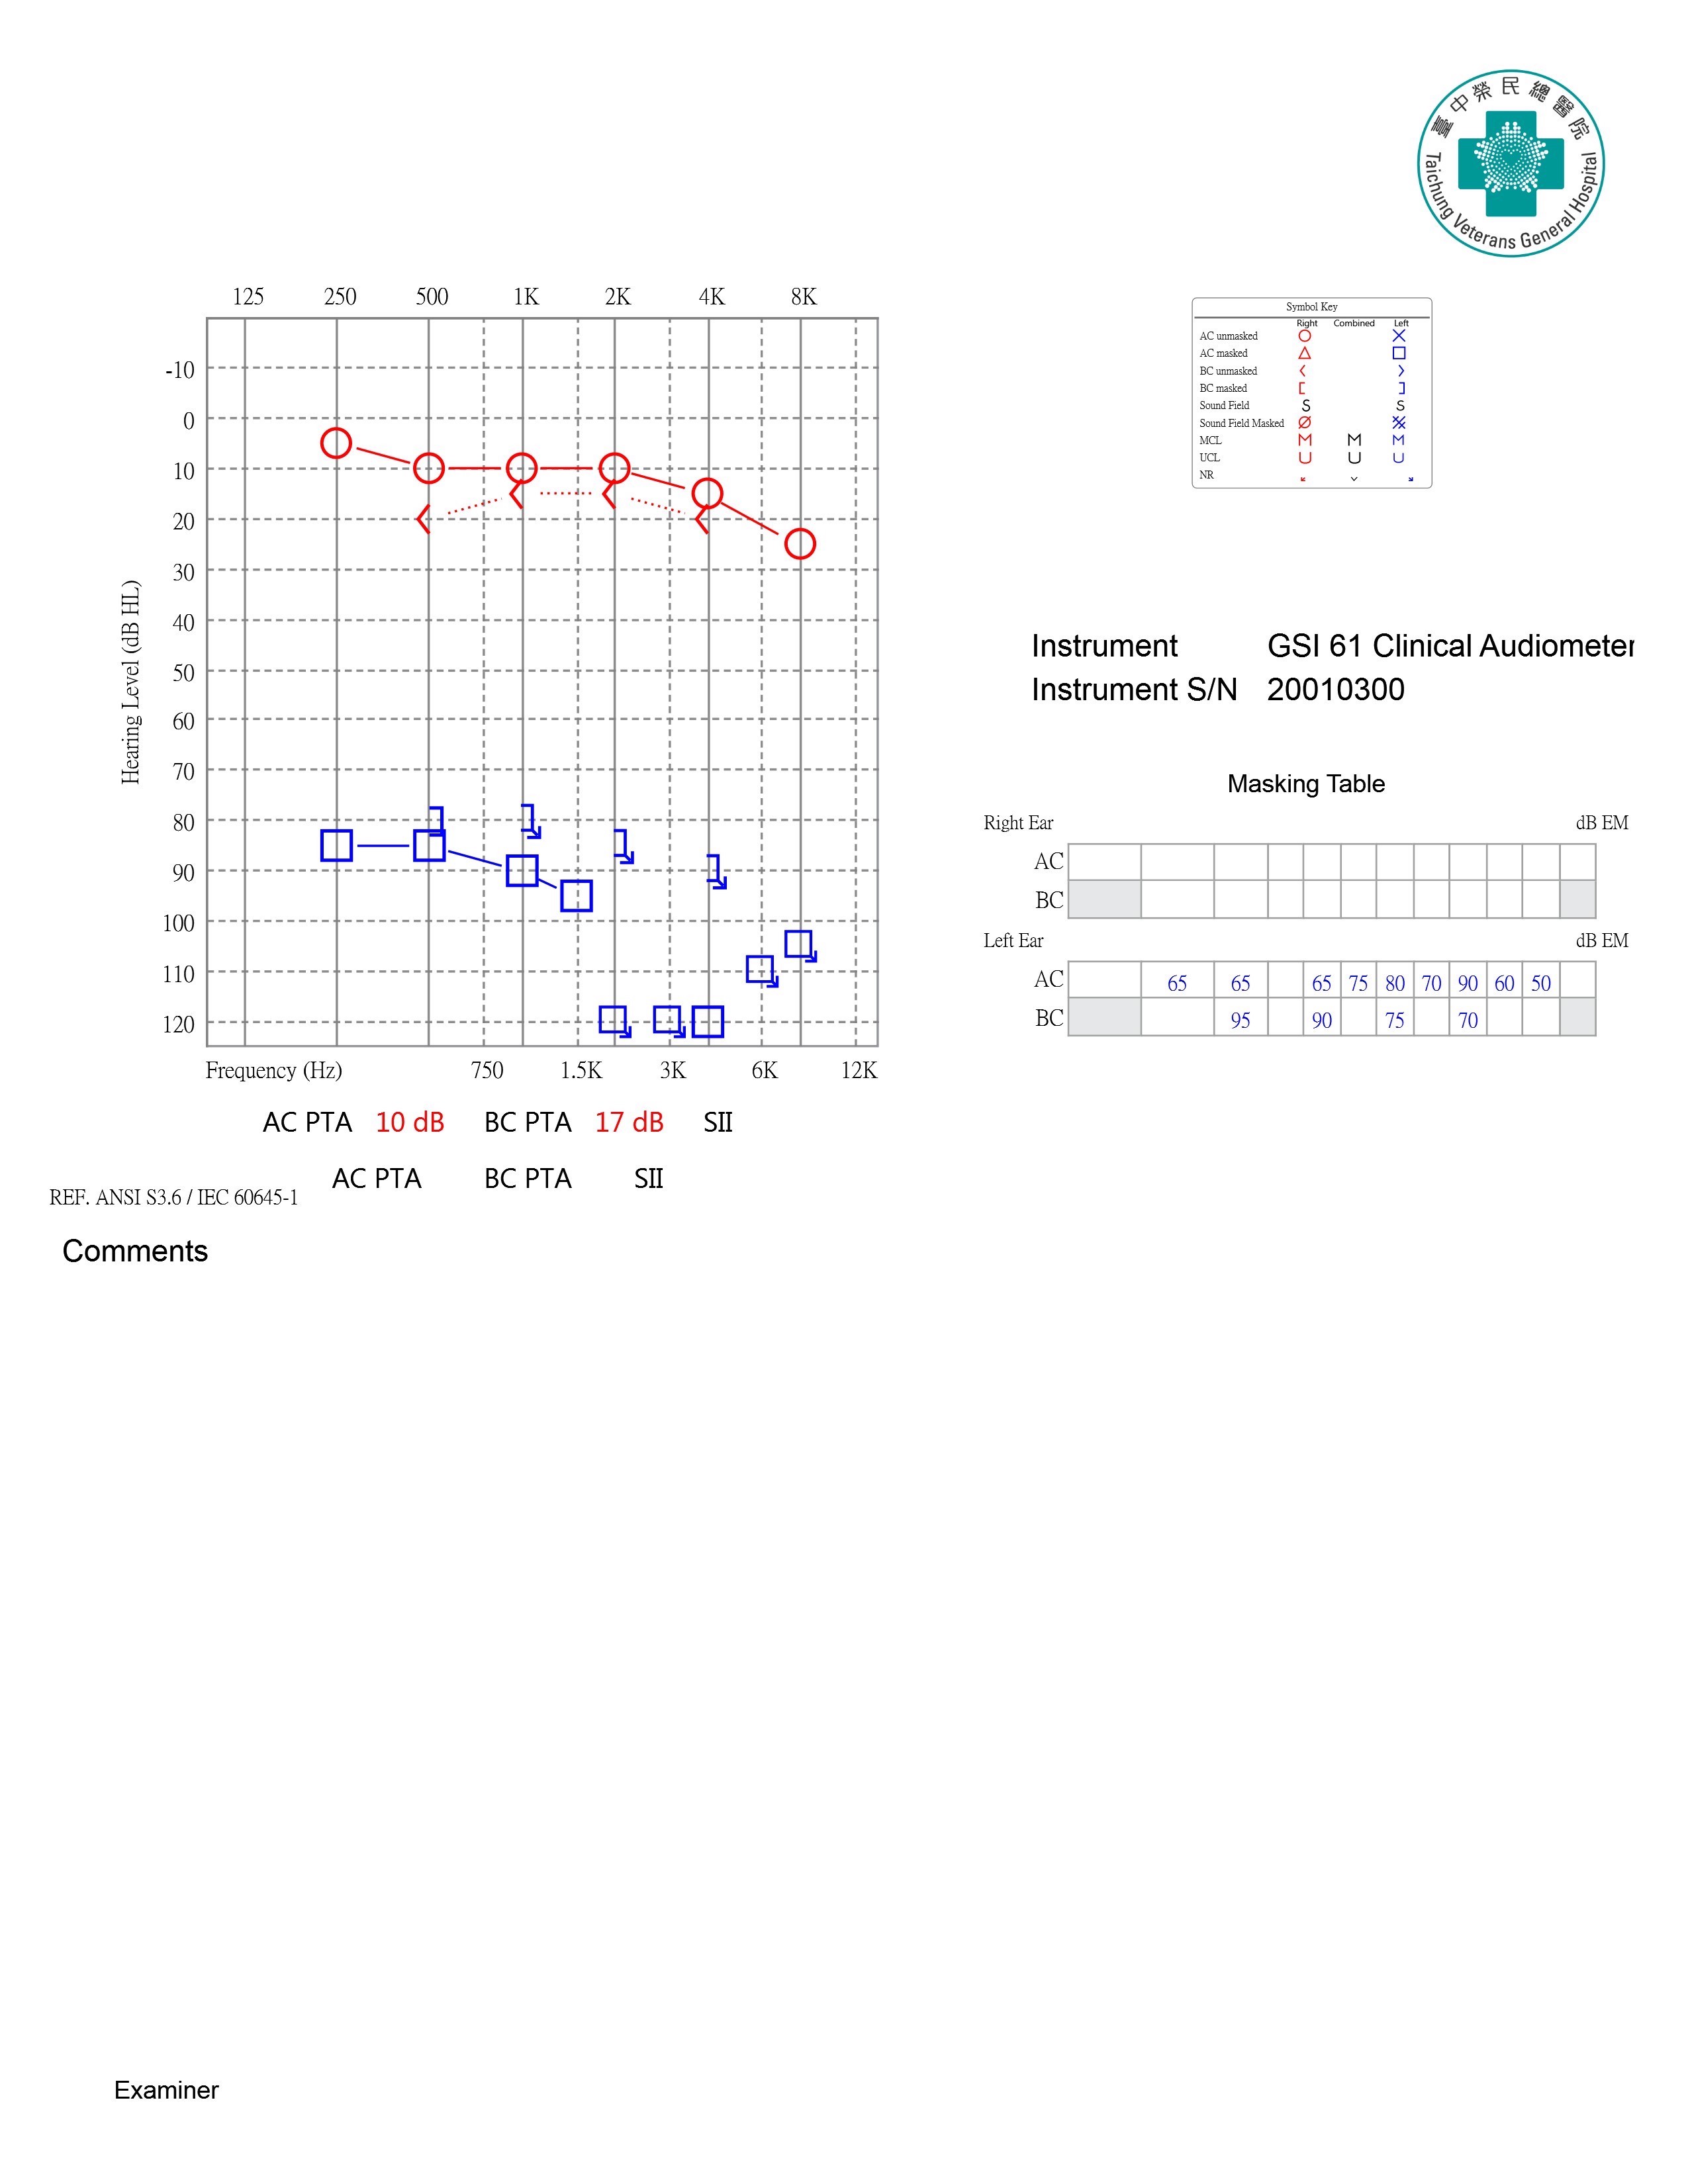 臺中榮民總醫院
Taichung Veterans General Hospital
125 250 500 1K 2K 4K 8K
Symbol Key
Right Combined Left
AC unmasked
AC masked
BC unmasked
BC masked
Sound Field S S
Sound Field Masked
MCL M M M
UCL U U U
NR
Hearing Level (dB HL)
-10
0
10
20
30
40
50
60
70
80
90
100
110
120
Frequency (Hz) 750 1.5K 3K 6K 12K
Instrument GSI 61 Clinical Audiometer
Instrument S/N 20010300
Masking Table
Right Ear dB EM
AC
BC
Left Ear dB EM
AC 65 65 65 75 80 70 90 60 50
BC 95 90 75 70
AC PTA 10 dB BC PTA 17 dB SII
AC PTA BC PTA SII
REF. ANSI S3.6 / IEC 60645-1
Comments
Examiner